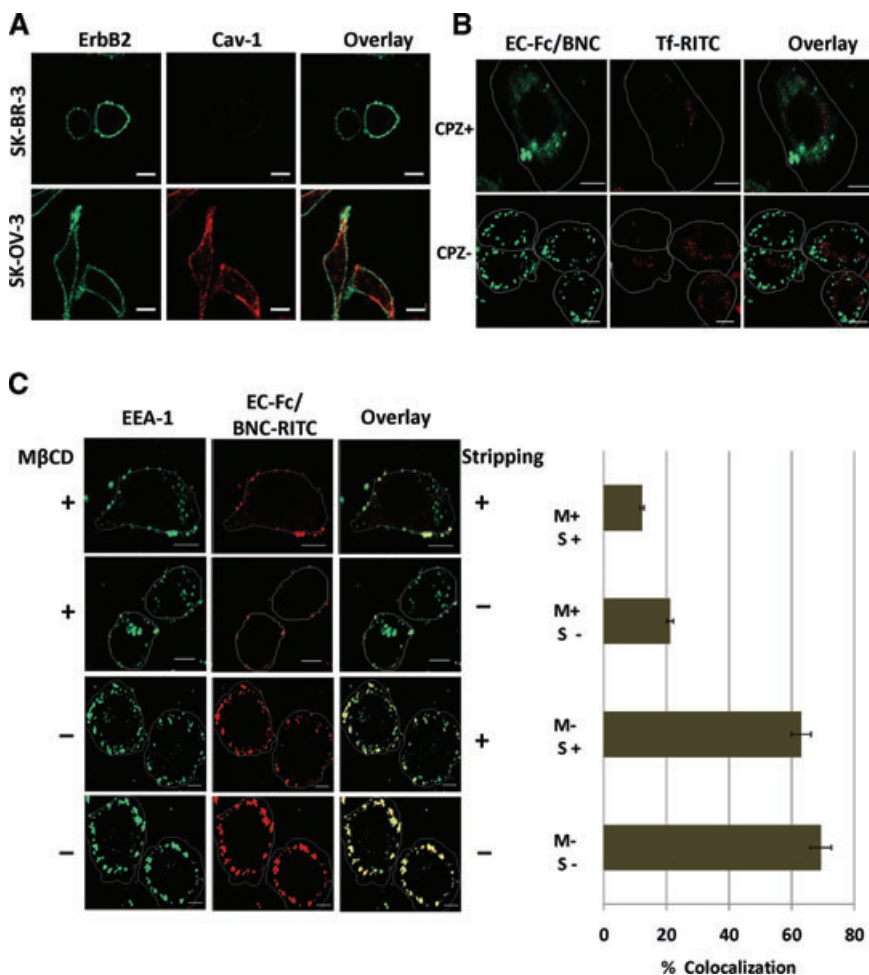 A
ErbB2 Cav-1 Overlay
SK-BR-3
SK-OV-3
B
EC-Fc/BNC Tf-RITC Overlay
CPZ+
CPZ-
C
EEA-1 EC-Fc/ BNC-RITC Overlay
MβCD Stripping
+ +
+ −
− +
− −
M+
S +
M+
S -
M-
S +
M-
S -
0 20 40 60 80
% Colocalization